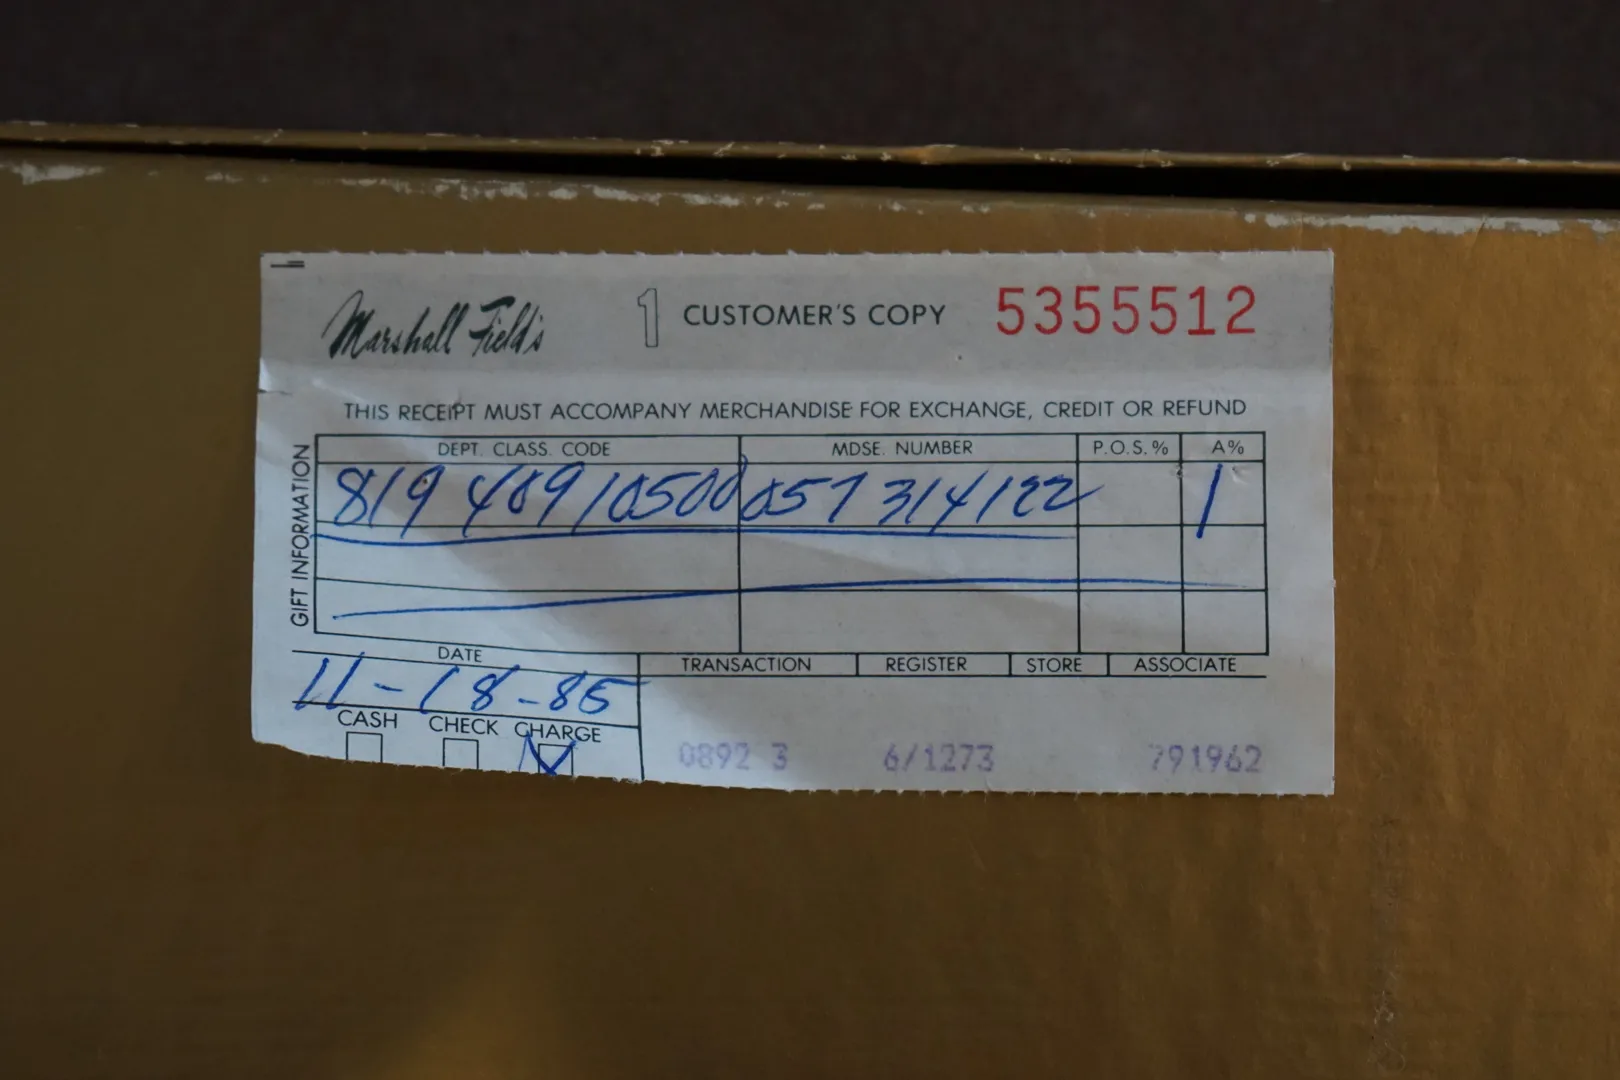 Marshall Field's 1 CUSTOMER'S COPY 5355512
THIS RECEIPT MUST ACCOMPANY MERCHANDISE FOR EXCHANGE, CREDIT OR REFUND
GIFT INFORMATION
DEPT. CLASS. CODE MDSE. NUMBER P.O.S. % A%
819 409 10500 057 314122 1
DATE TRANSACTION REGISTER STORE ASSOCIATE
11-18-85
CASH CHECK CHARGE
0892 3 6/1273 791962